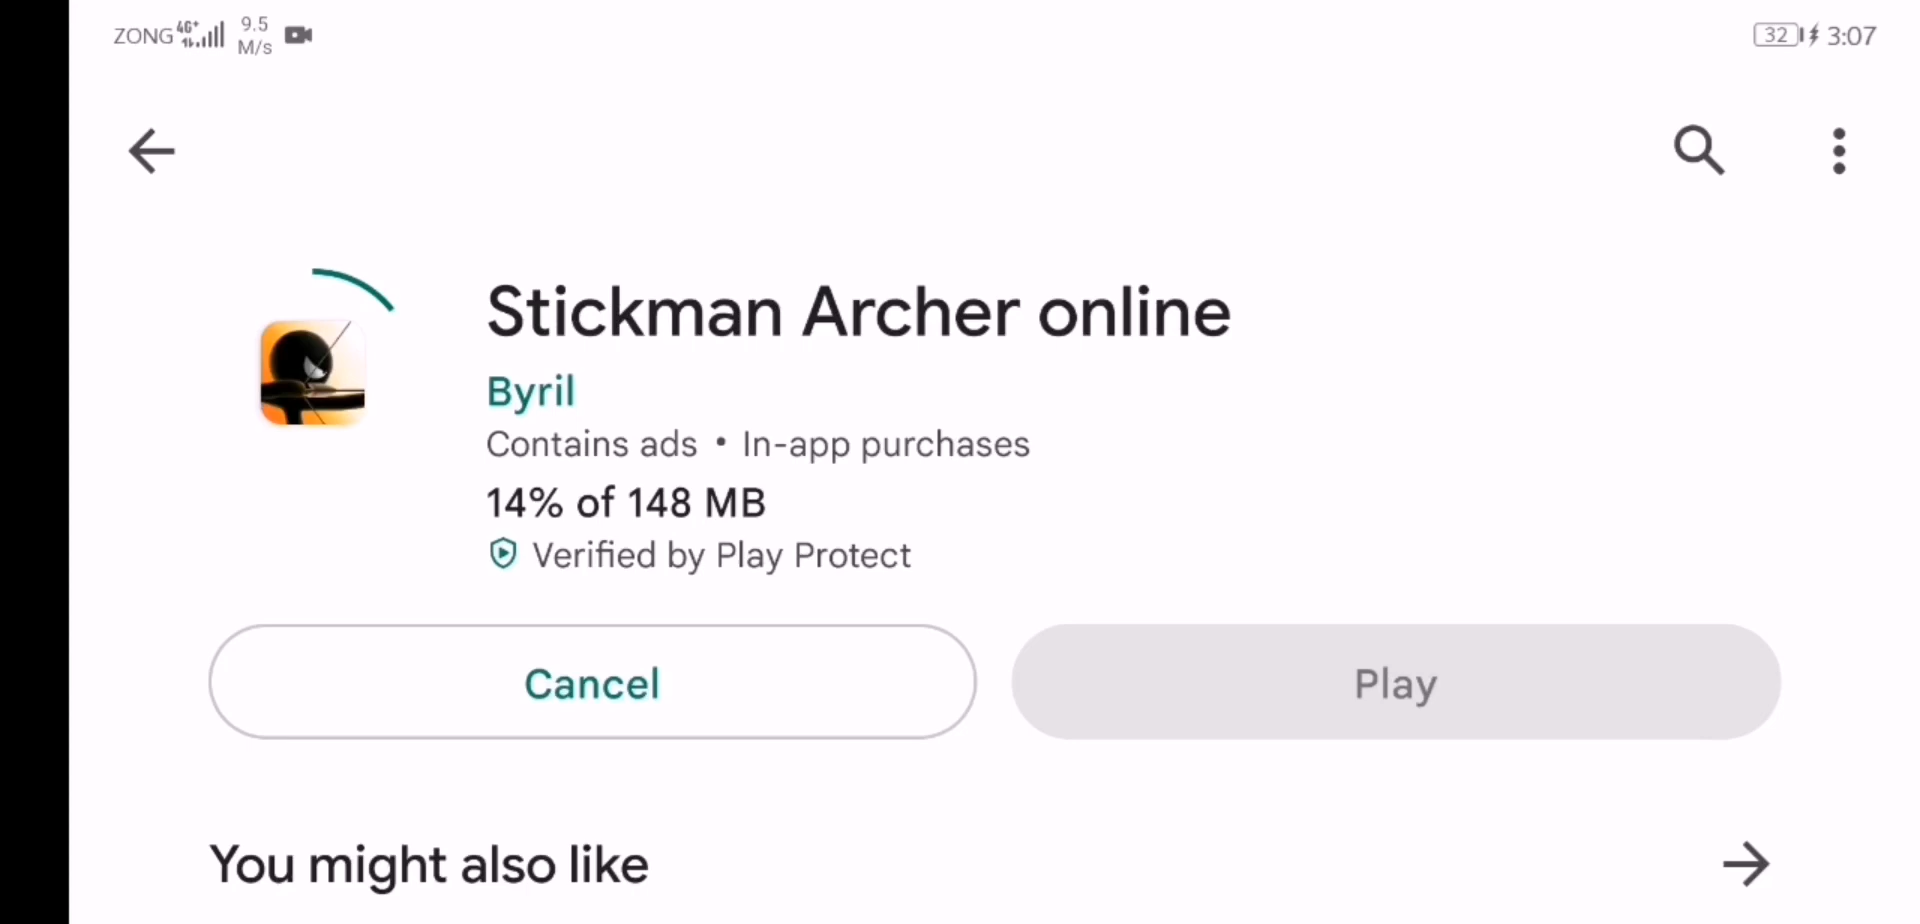 ZONG 4G+ 9.5 M/s 32 3:07
Stickman Archer online
Byril
Contains ads • In-app purchases
14% of 148 MB
Verified by Play Protect
Cancel Play
You might also like